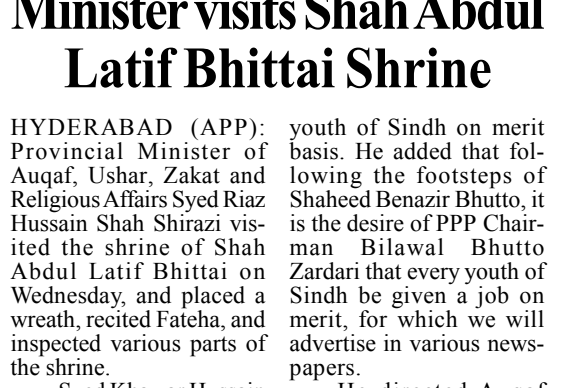 Minister visits Shah Abdul
Latif Bhittai Shrine
HYDERABAD (APP):
Provincial Minister of
Auqaf, Ushar, Zakat and
Religious Affairs Syed Riaz
Hussain Shah Shirazi vis-
ited the shrine of Shah
Abdul Latif Bhittai on
Wednesday, and placed a
wreath, recited Fateha, and
inspected various parts of
the shrine.
youth of Sindh on merit
basis. He added that fol-
lowing the footsteps of
Shaheed Benazir Bhutto, it
is the desire of PPP Chair-
man Bilawal Bhutto
Zardari that every youth of
Sindh be given a job on
merit, for which we will
advertise in various news-
papers.